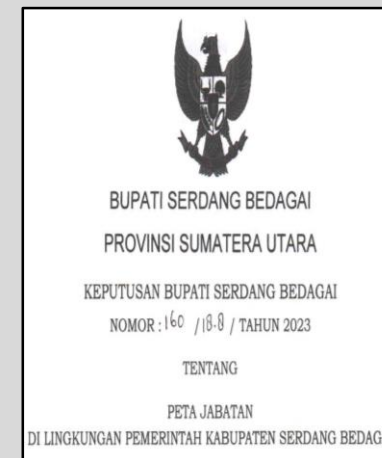 BUPATI SERDANG BEDAGAI
PROVINSI SUMATERA UTARA
KEPUTUSAN BUPATI SERDANG BEDAGAI
NOMOR : 160 / 18.8 / TAHUN 2023
TENTANG
PETA JABATAN
DI LINGKUNGAN PEMERINTAH KABUPATEN SERDANG BEDAG